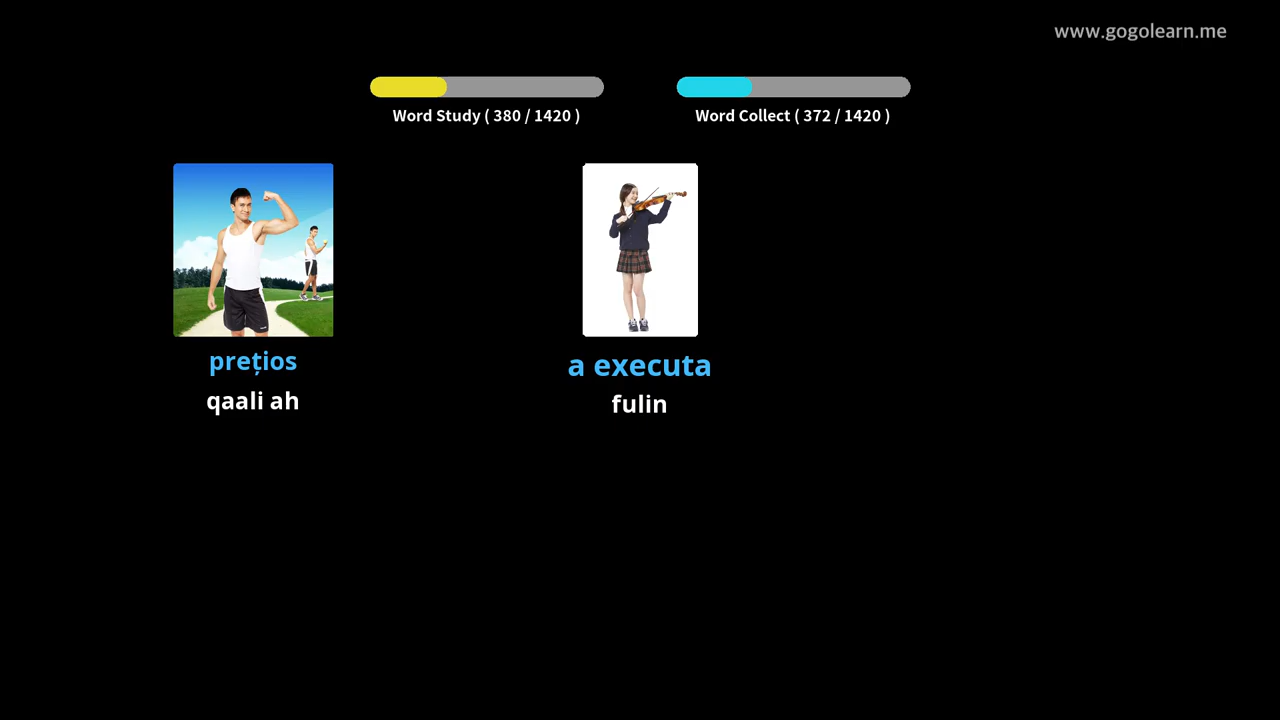 www.gogolearn.me
Word Study ( 380 / 1420 )
Word Collect ( 372 / 1420 )
prețios
qaali ah
a executa
fulin